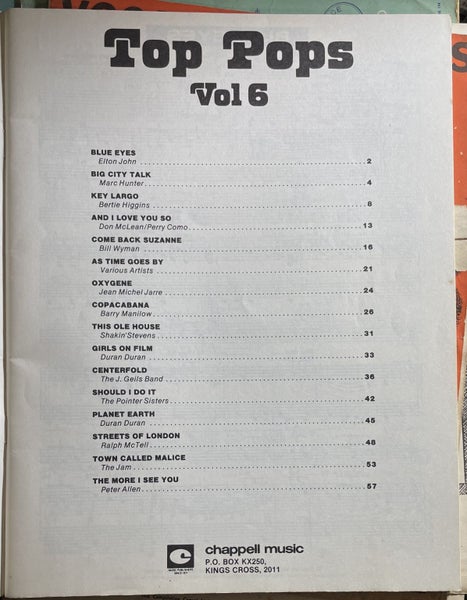 Top Pops
Vol 6
BLUE EYES
Elton John 2
BIG CITY TALK
Marc Hunter 4
KEY LARGO
Bertie Higgins 8
AND I LOVE YOU SO
Don McLean/Perry Como 13
COME BACK SUZANNE
Bill Wyman 16
AS TIME GOES BY
Various Artists 21
OXYGENE
Jean Michel Jarre 24
COPACABANA
Barry Manilow 26
THIS OLE HOUSE
Shakin' Stevens 31
GIRLS ON FILM
Duran Duran 33
CENTERFOLD
The J. Geils Band 36
SHOULD I DO IT
The Pointer Sisters 42
PLANET EARTH
Duran Duran 45
STREETS OF LONDON
Ralph McTell 48
TOWN CALLED MALICE
The Jam 53
THE MORE I SEE YOU
Peter Allen 57
chappell music
P.O. BOX KX250,
KINGS CROSS, 2011